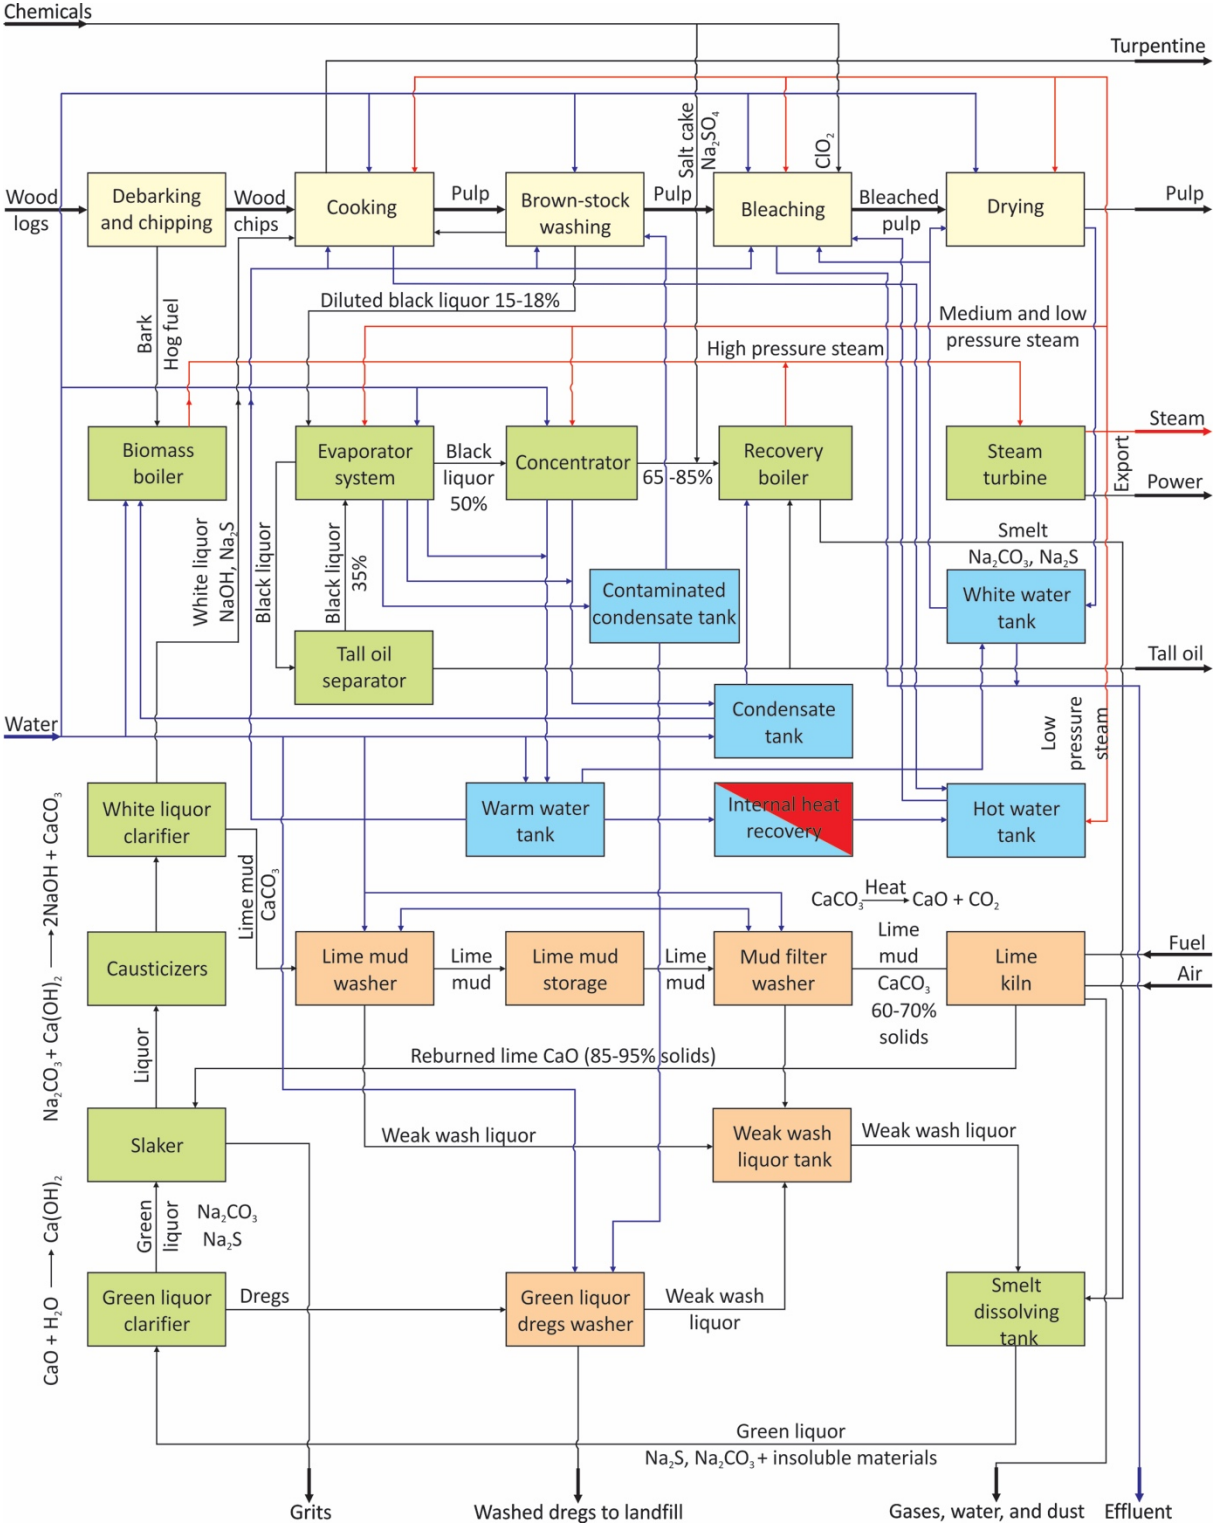 Chemicals
Turpentine
Salt cake
Na₂SO₄
ClO₂
Wood
logs
Debarking
and chipping
Wood
chips
Cooking
Pulp
Brown-stock
washing
Pulp
Bleaching
Bleached
pulp
Drying
Pulp
Bark
Hog fuel
Diluted black liquor 15-18%
Medium and low
pressure steam
High pressure steam
Biomass
boiler
Evaporator
system
Black
liquor
50%
Concentrator
65 -85%
Recovery
boiler
Steam
turbine
Steam
Export
Power
White liquor
NaOH, Na₂S
Black liquor
Black liquor
35%
Smelt
Na₂CO₃, Na₂S
Contaminated
condensate tank
White water
tank
Tall oil
separator
Tall oil
Water
Condensate
tank
Low
pressure
steam
White liquor
clarifier
Warm water
tank
Internal heat
recovery
Hot water
tank
Na₂CO₃ + Ca(OH)₂ → 2NaOH + CaCO₃
Lime mud
CaCO₃
CaCO₃ Heat → CaO + CO₂
Causticizers
Lime mud
washer
Lime
mud
Lime mud
storage
Lime
mud
Mud filter
washer
Lime
mud
CaCO₃
60-70%
solids
Lime
kiln
Fuel
Air
Liquor
Reburned lime CaO (85-95% solids)
Slaker
Weak wash liquor
Weak wash
liquor tank
Weak wash liquor
CaO + H₂O → Ca(OH)₂
Green
liquor
Na₂CO₃
Na₂S
Green liquor
clarifier
Dregs
Green liquor
dregs washer
Weak wash
liquor
Smelt
dissolving
tank
Green liquor
Na₂S, Na₂CO₃ + insoluble materials
Grits
Washed dregs to landfill
Gases, water, and dust
Effluent